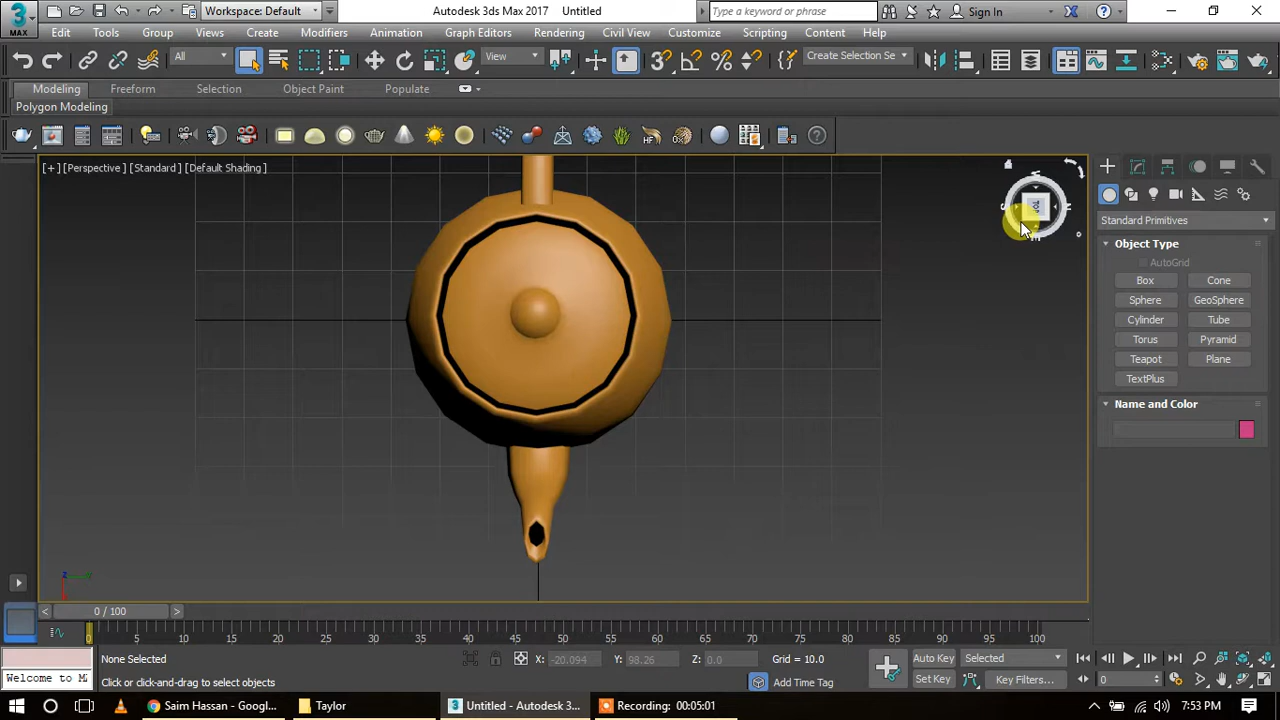 3
MAX
Workspace: Default
Autodesk 3ds Max 2017
Untitled
Type a keyword or phrase
Sign In
Edit
Tools
Group
Views
Create
Modifiers
Animation
Graph Editors
Rendering
Civil View
Customize
Scripting
Content
Help
All
View
Create Selection Se
Modeling
Freeform
Selection
Object Paint
Populate
Polygon Modeling
[+] [Perspective] [Standard] [Default Shading]
TOP
Standard Primitives
Object Type
AutoGrid
Box
Cone
Sphere
GeoSphere
Cylinder
Tube
Torus
Pyramid
Teapot
Plane
TextPlus
Name and Color
0 / 100
0 5 10 15 20 25 30 35 40 45 50 55 60 65 70 75 80 85 90 95 100
None Selected
X: -20.094
Y: 98.26
Z: 0.0
Grid = 10.0
Auto Key
Selected
Welcome to M
Click or click-and-drag to select objects
Add Time Tag
Set Key
Key Filters...
0
Saim Hassan - Googl...
Taylor
Untitled - Autodesk 3...
Recording: 00:05:01
7:53 PM